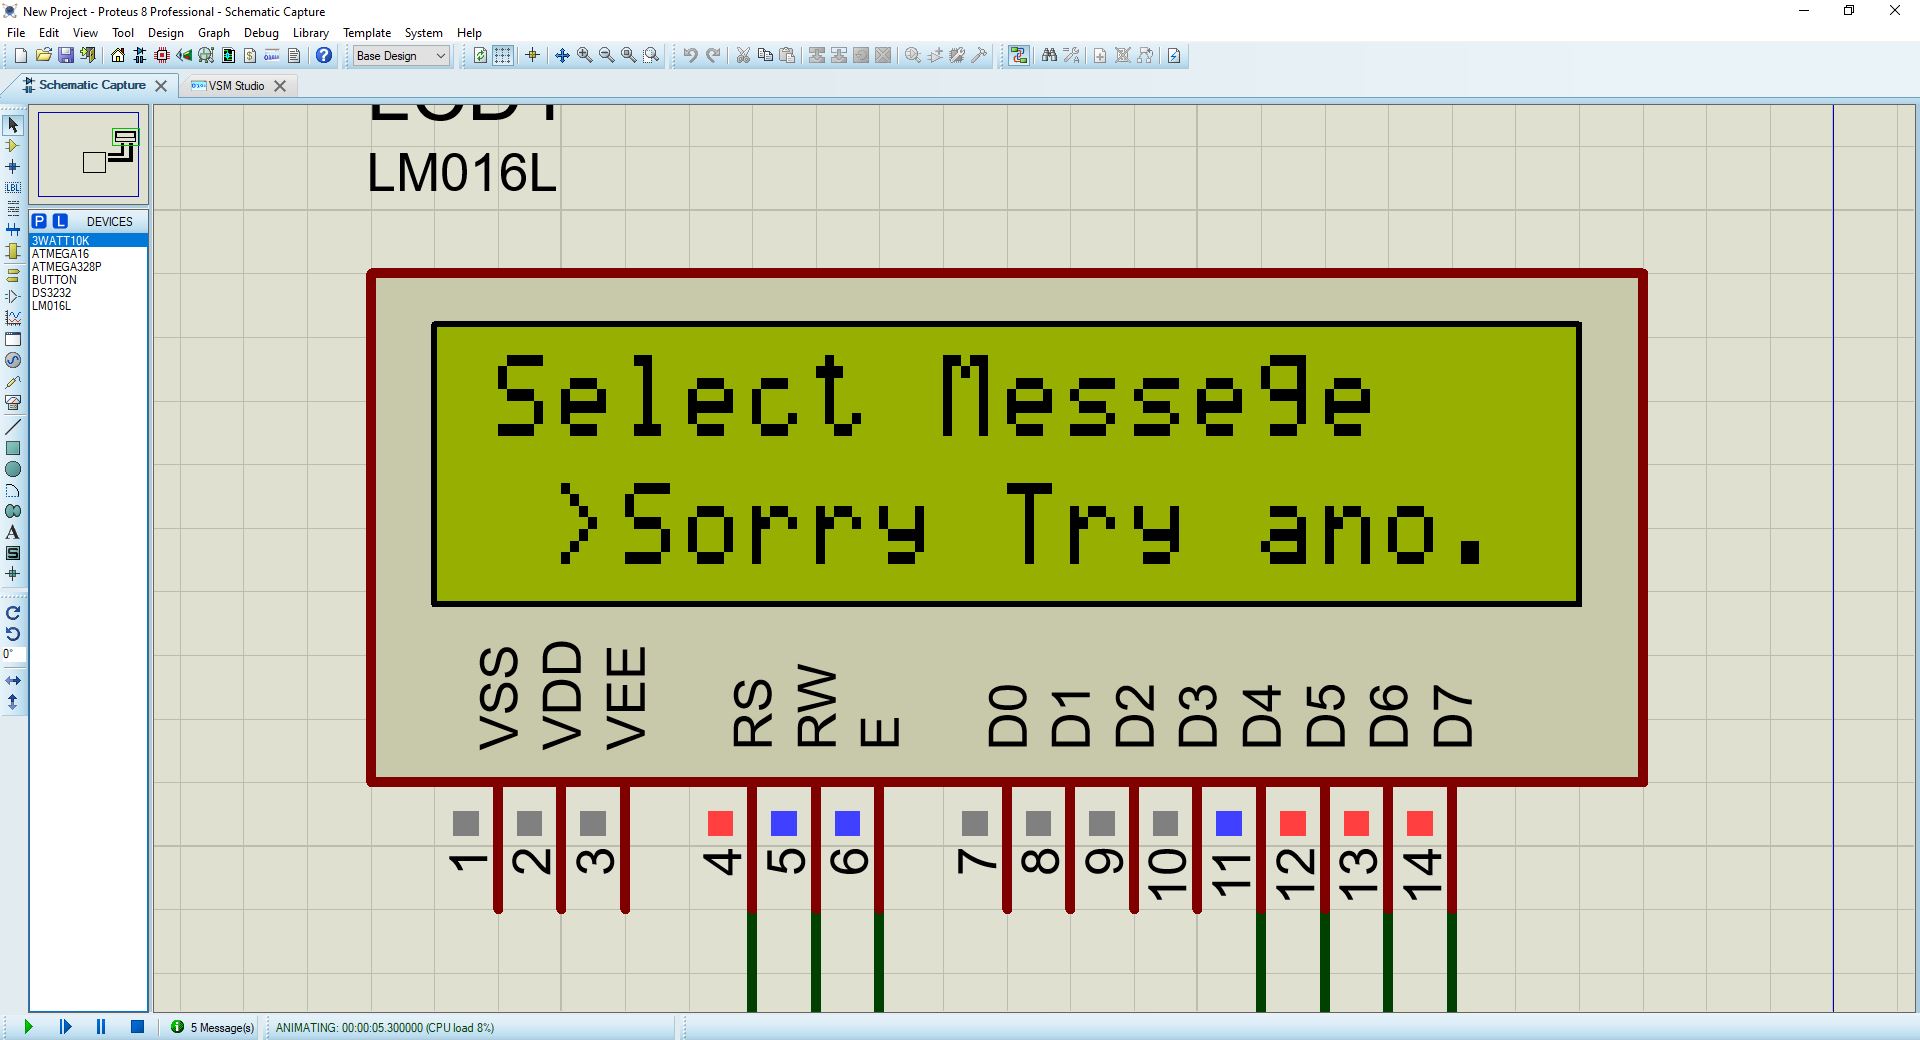 New Project - Proteus 8 Professional - Schematic Capture
File Edit View Tool Design Graph Debug Library Template System Help
Base Design
Schematic Capture
VSM Studio
P L DEVICES
3WATT10K
ATMEGA16
ATMEGA328P
BUTTON
DS3232
LM016L
LBL
A
S
0°
LCD1
LM016L
Select Messege
>Sorry Try ano.
VSS VDD VEE RS RW E D0 D1 D2 D3 D4 D5 D6 D7
1 2 3 4 5 6 7 8 9 10 11 12 13 14
5 Message(s)
ANIMATING: 00:00:05.300000 (CPU load 8%)